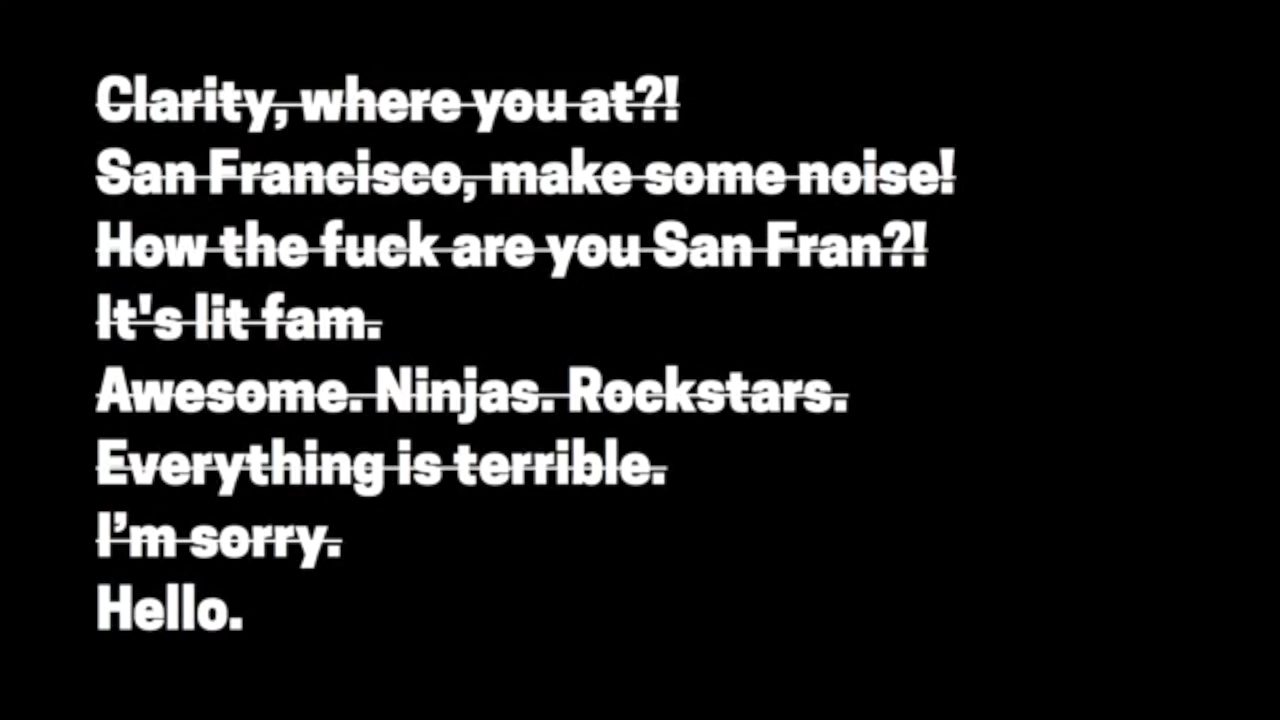 Clarity, where you at?!
San Francisco, make some noise!
How the fuck are you San Fran?!
It's lit fam.
Awesome. Ninjas. Rockstars.
Everything is terrible.
I’m sorry.
Hello.